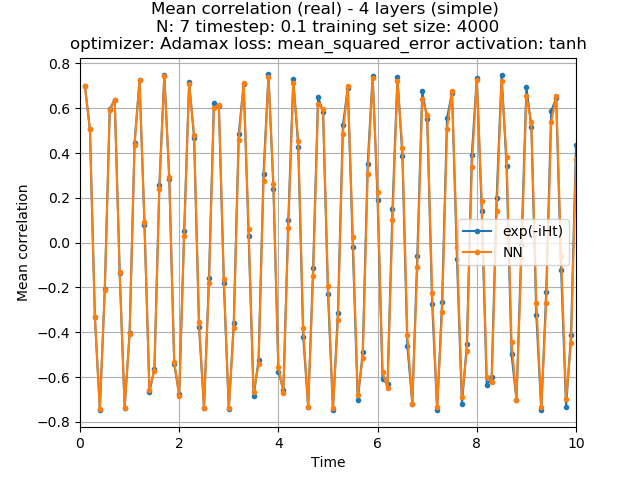 Mean correlation (real) - 4 layers (simple)
N: 7 timestep: 0.1 training set size: 4000
optimizer: Adamax loss: mean_squared_error activation: tanh
0.8
0.6
0.4
0.2
0.0
−0.2
−0.4
−0.6
−0.8
Mean correlation
exp(-iHt)
NN
0
2
4
6
8
10
Time